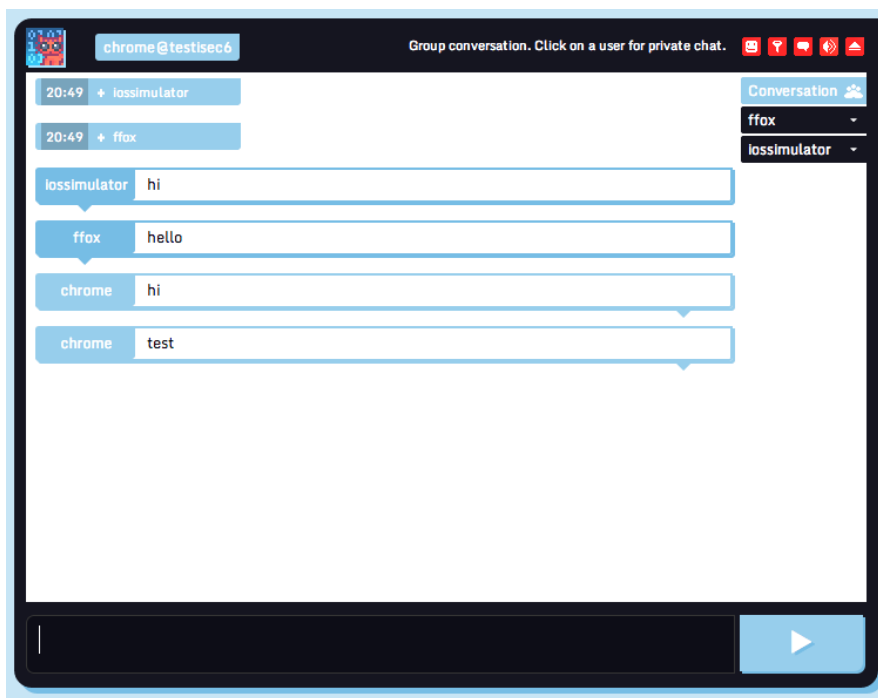 chrome@testisec6
Group conversation. Click on a user for private chat.
20:49 + iossimulator
20:49 + ffox
Conversation
ffox
iossimulator
iossimulator hi
ffox hello
chrome hi
chrome test